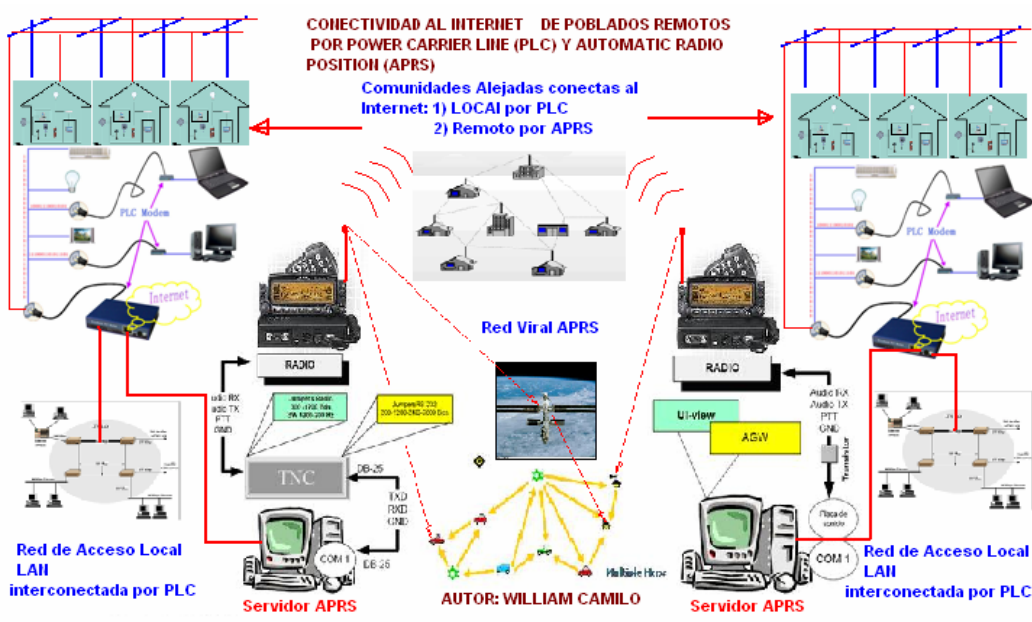 CONECTIVIDAD AL INTERNET DE POBLADOS REMOTOS
POR POWER CARRIER LINE (PLC) Y AUTOMATIC RADIO
POSITION (APRS)
Comunidades Alejadas conectas al
Internet: 1) LOCAl por PLC
2) Remoto por APRS
PLC Modem
Internet
PLC Modem
Internet
Red Viral APRS
RADIO
RADIO
PTT
GND
TNC
DB-25
TXD
RXD
GND
DB-25
COM 1
UI-view
AGW
Audio RX
Audio TX
PTT
GND
Placa de
sonido
COM 1
Red de Acceso Local
LAN
interconectada por PLC
Servidor APRS
AUTOR: WILLIAM CAMILO
Servidor APRS
Red de Acceso Local
LAN
interconectada por PLC